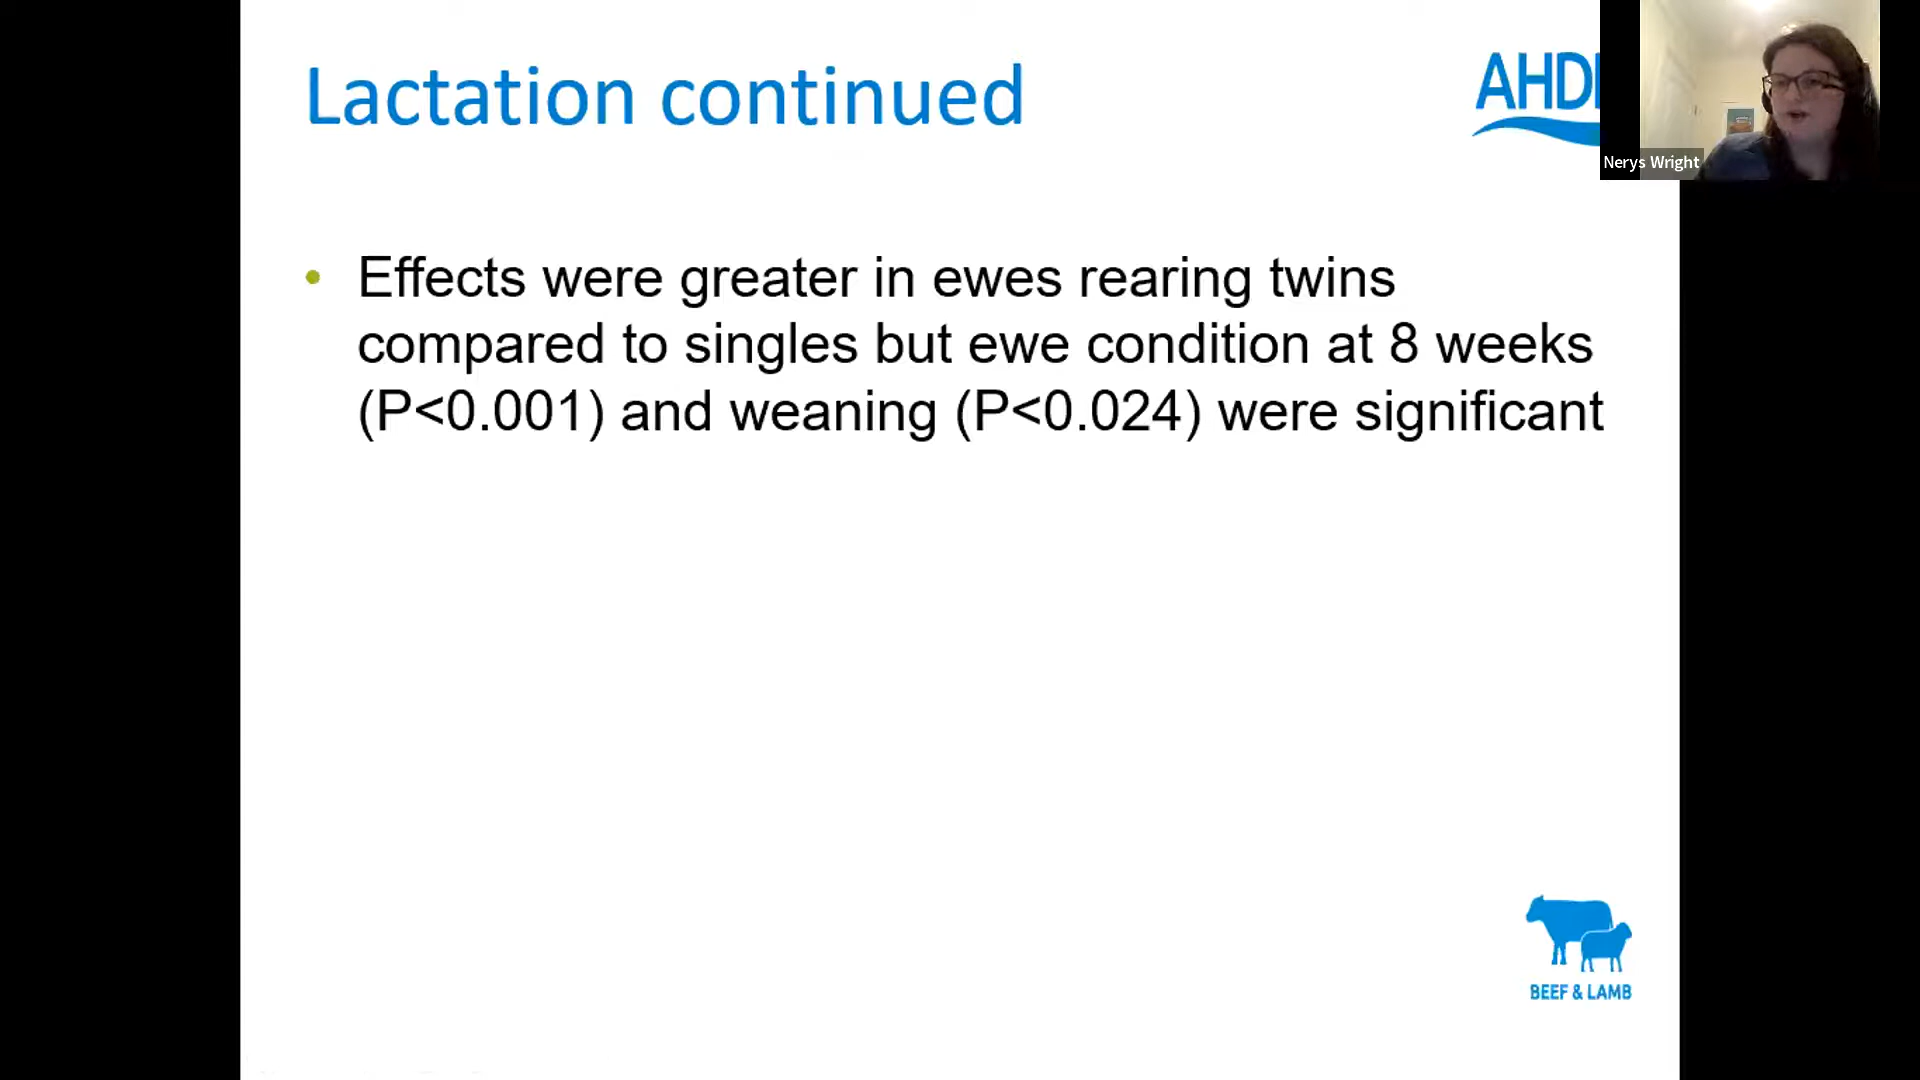 Lactation continued
AHD
Nerys Wright
• Effects were greater in ewes rearing twins
compared to singles but ewe condition at 8 weeks
(P<0.001) and weaning (P<0.024) were significant
BEEF & LAMB